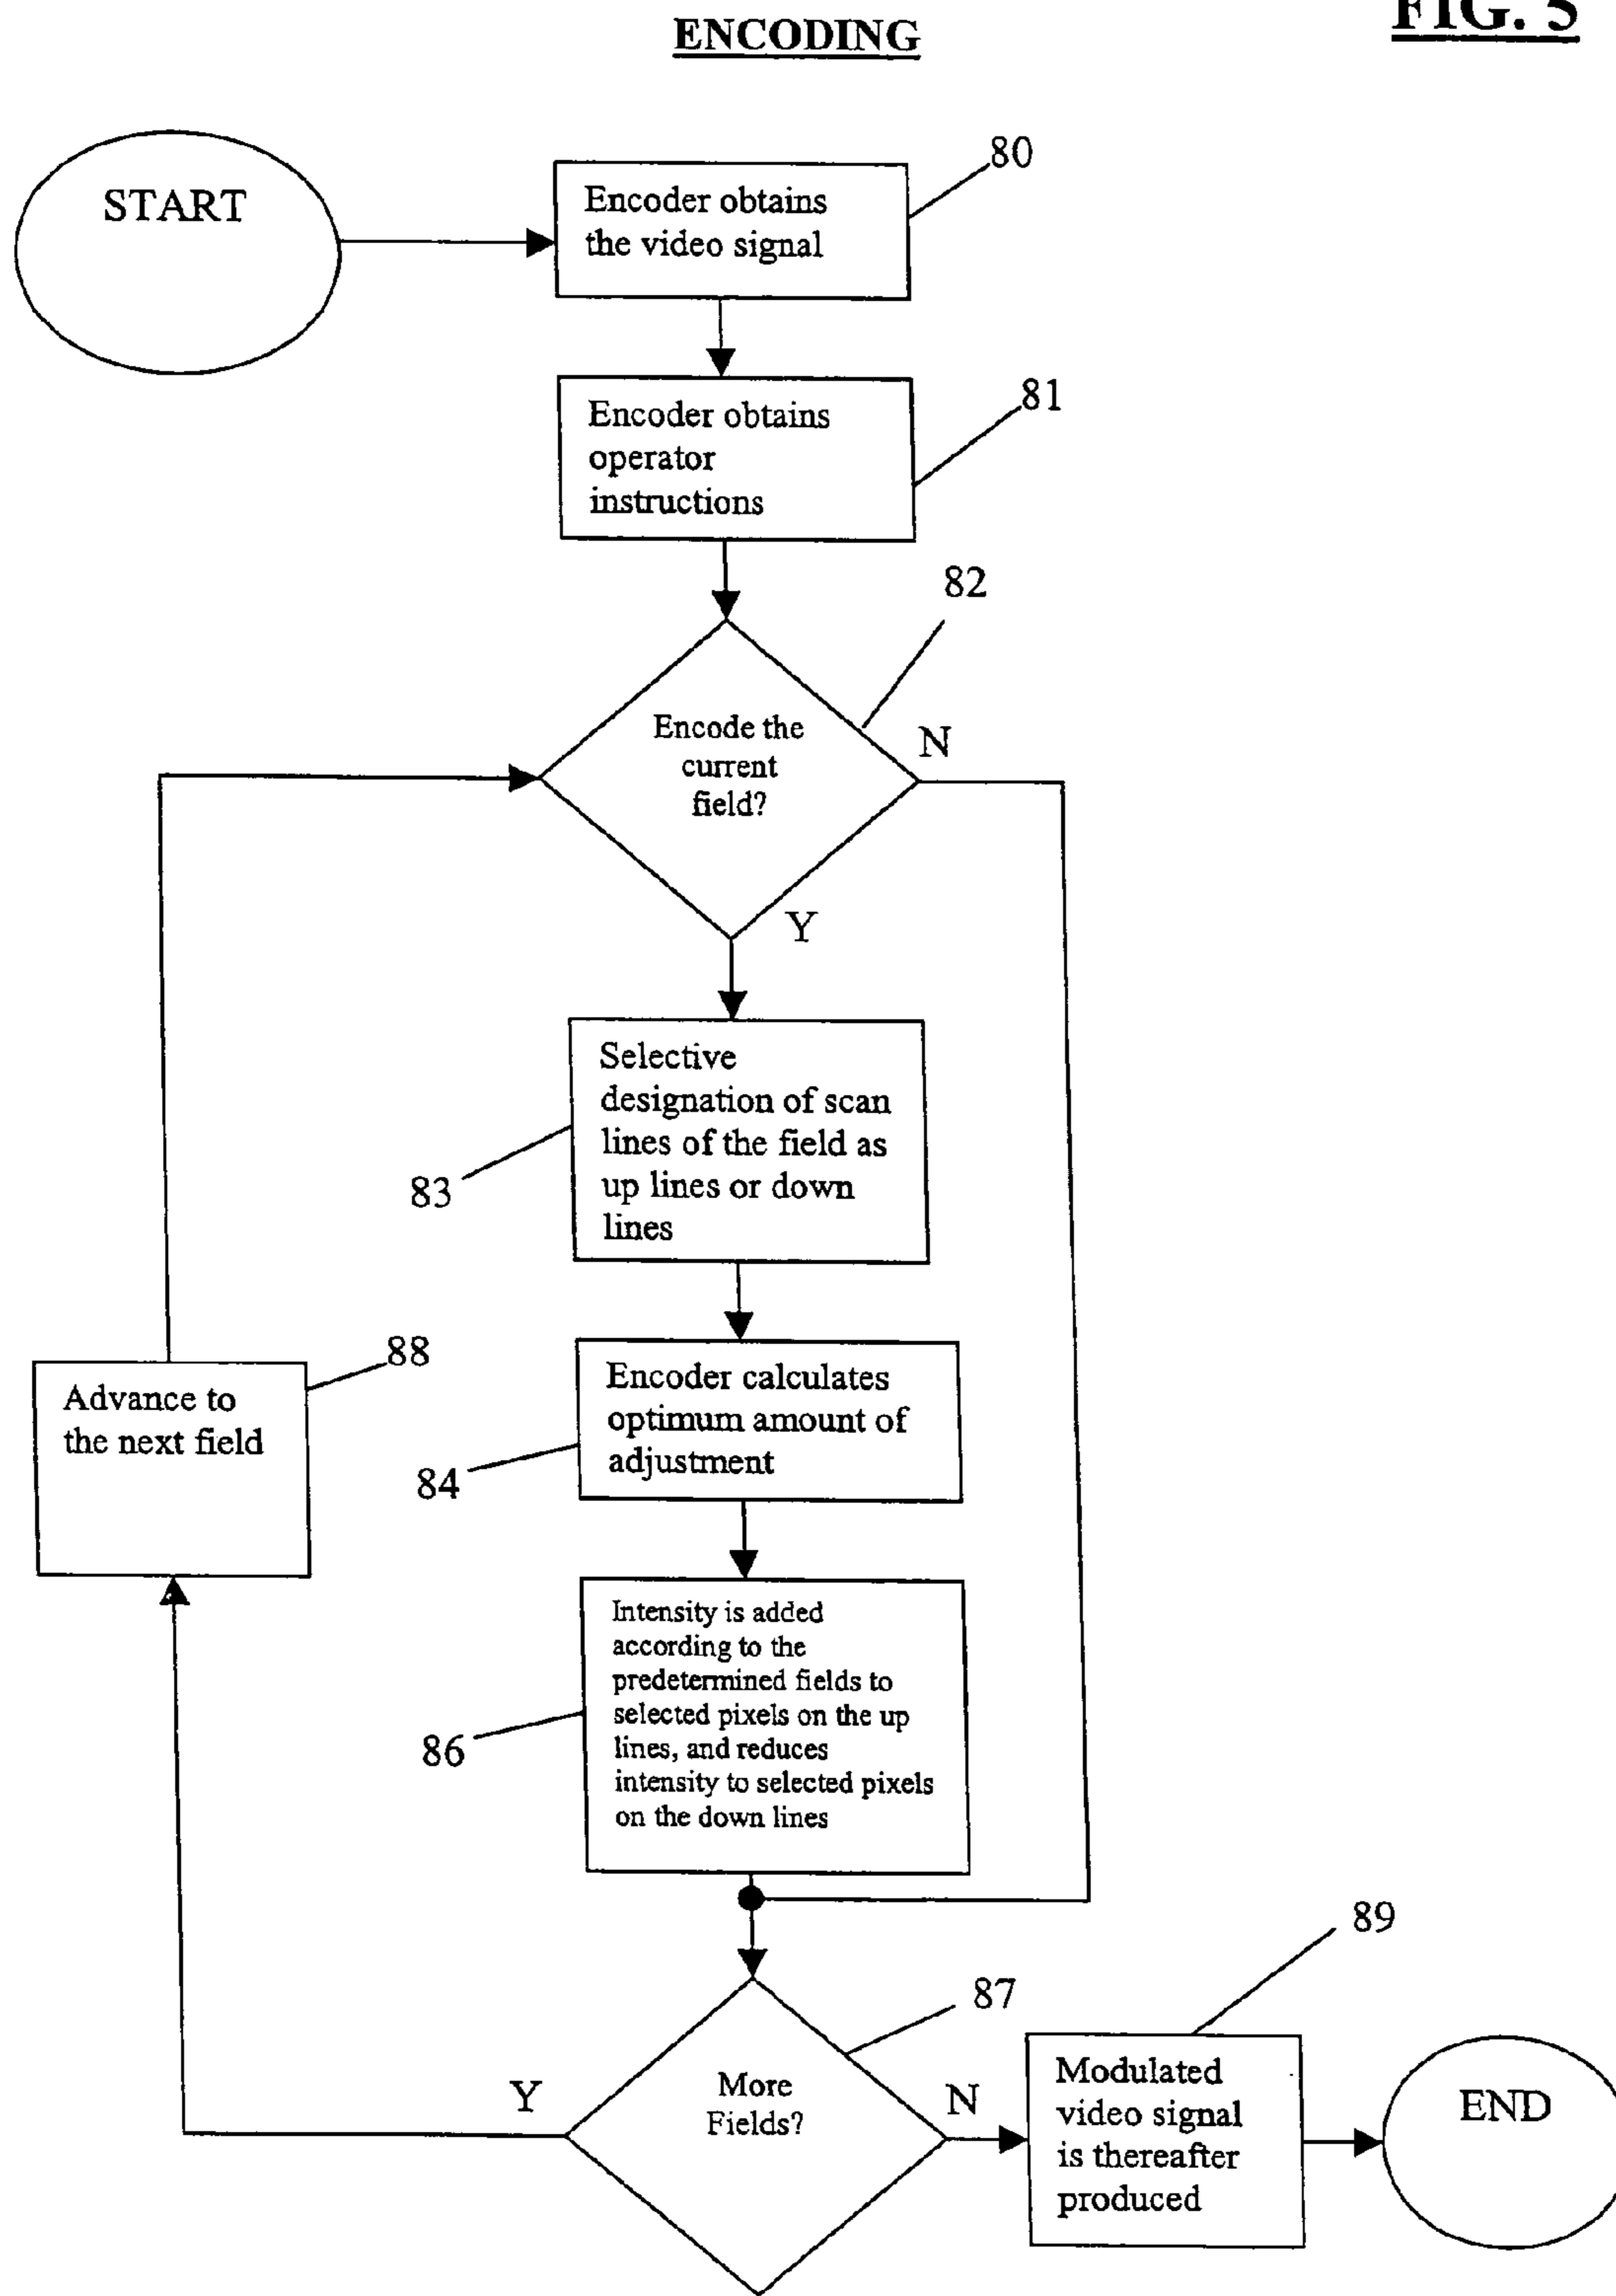 FIG. 5
ENCODING
START
80
Encoder obtains
the video signal
81
Encoder obtains
operator
instructions
82
Encode the
current
field?
N
Y
Selective
designation of scan
lines of the field as
up lines or down
lines
83
88
Advance to
the next field
Encoder calculates
optimum amount of
adjustment
84
Intensity is added
according to the
predetermined fields to
selected pixels on the up
lines, and reduces
intensity to selected pixels
on the down lines
86
89
87
More
Fields?
Y
N
Modulated
video signal
is thereafter
produced
END